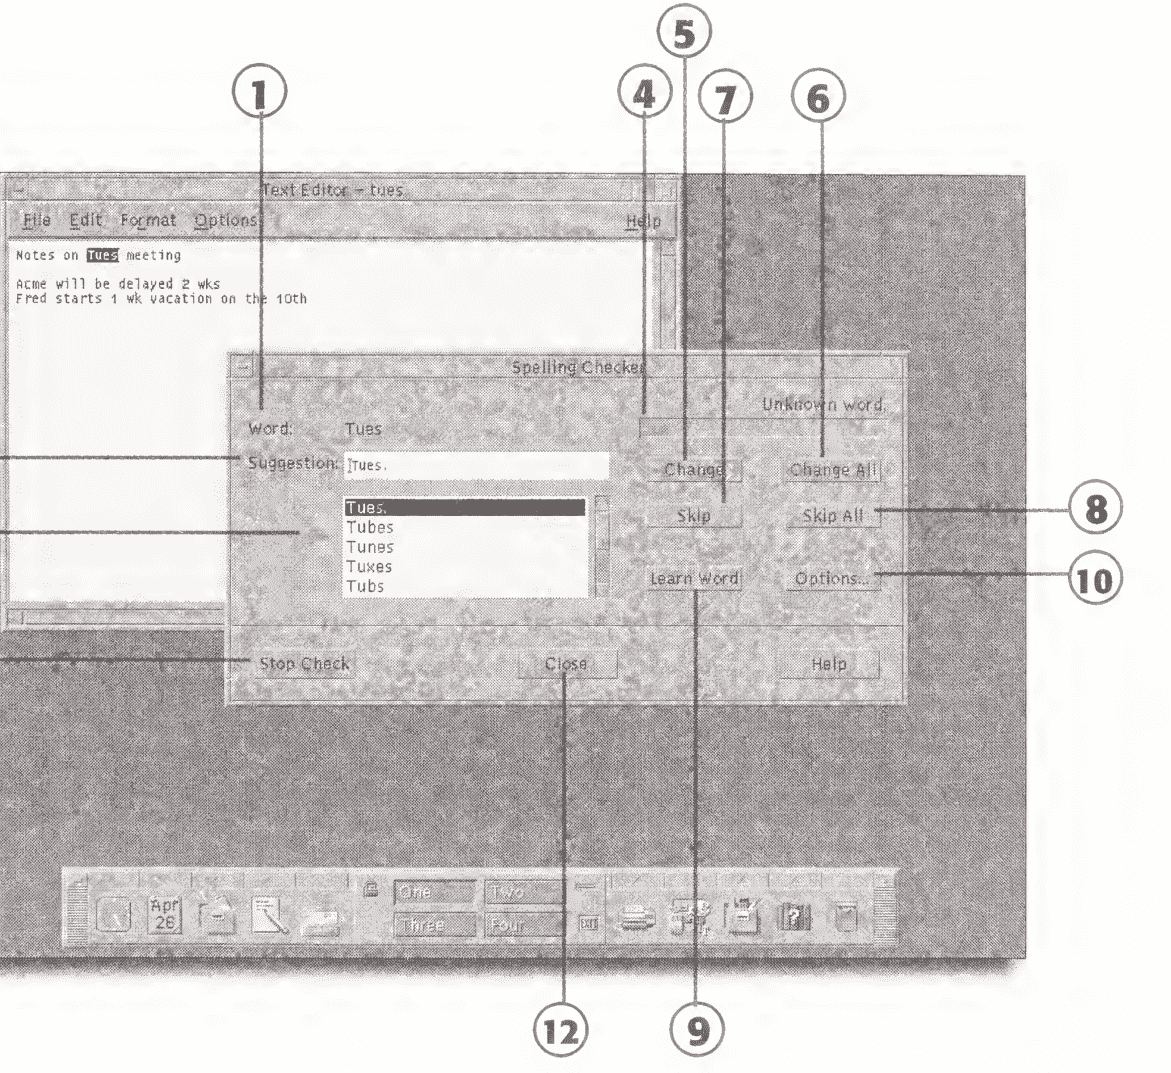 5
1
4
7
6
Text Editor - tues
File Edit Format Options Help
Notes on Tues meeting
Acme will be delayed 2 wks
Fred starts 1 wk vacation on the 10th
Spelling Checker
Unknown word.
Word: Tues
Suggestion: Tues.
Change Change All
Tues.
Tubes
Tunes
Tuxes
Tubs
Skip Skip All
8
Learn Word Options...
10
Stop Check Close Help
Apr
26
One Two
Three Four
EXIT
?
12
9